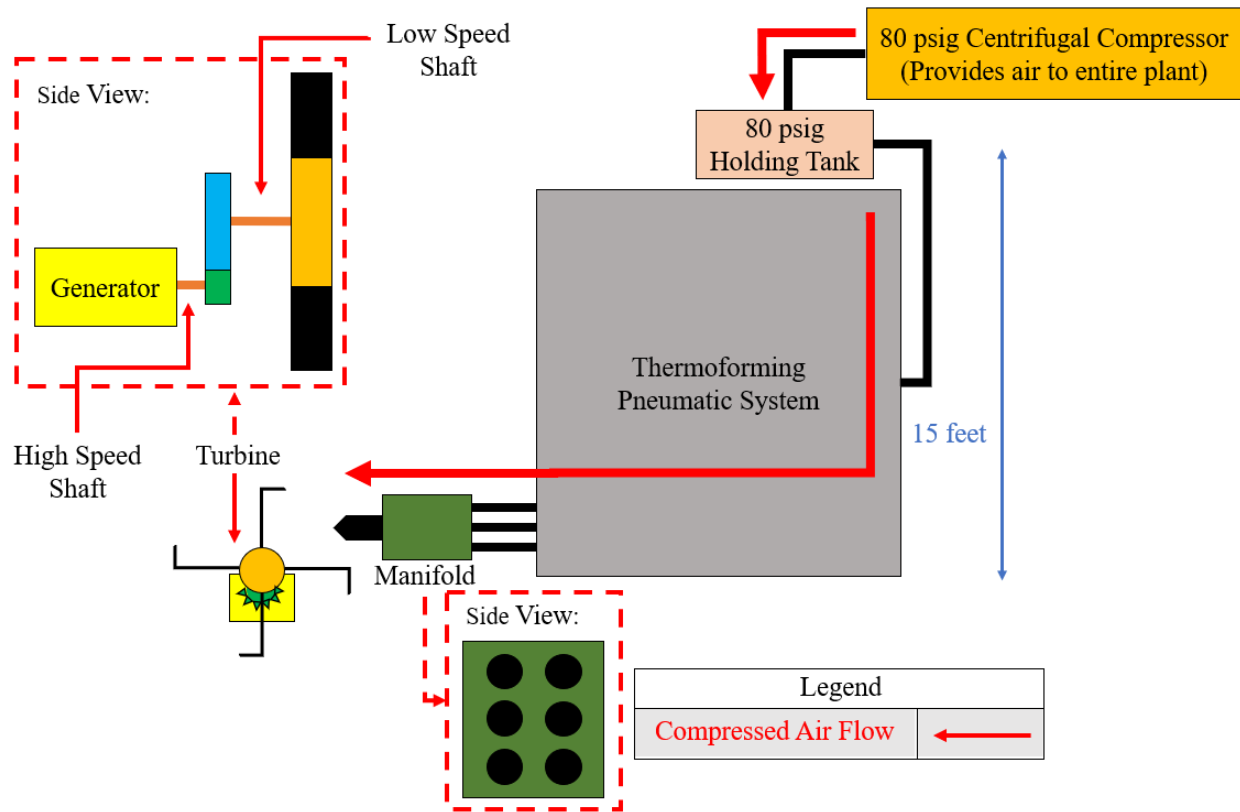 Low Speed
Shaft
80 psig Centrifugal Compressor
(Provides air to entire plant)
Side View:
80 psig
Holding Tank
Generator
Thermoforming
Pneumatic System
15 feet
High Speed
Shaft
Turbine
Manifold
Side View:
Legend
Compressed Air Flow